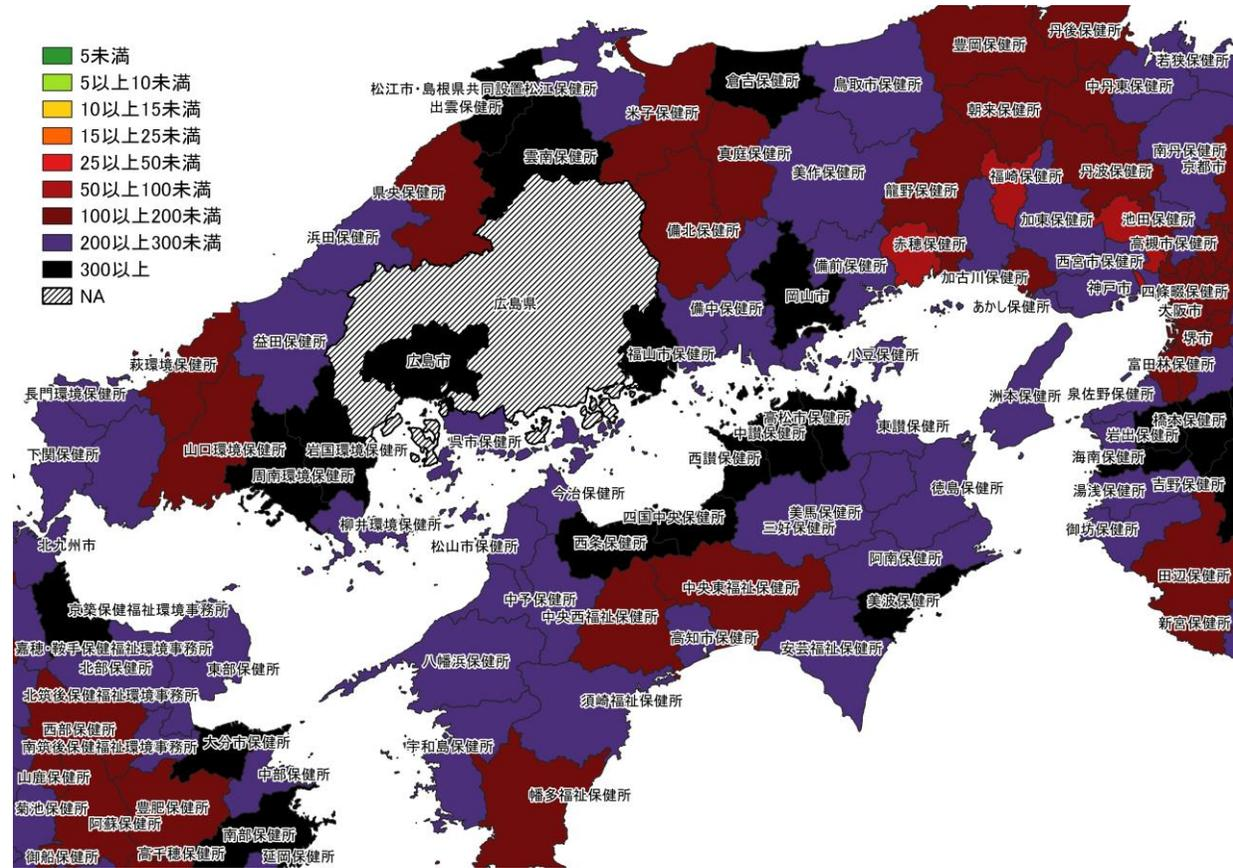 5未満
5以上10未満
10以上15未満
15以上25未満
25以上50未満
50以上100未満
100以上200未満
200以上300未満
300以上
NA
豊岡保健所
丹後保健所
若狭保健所
松江市・島根県共同設置松江保健所
倉吉保健所
鳥取市保健所
中丹東保健所
出雲保健所
米子保健所
朝来保健所
雲南保健所
真庭保健所
南丹保健所
京都市
県央保健所
美作保健所
龍野保健所
福崎保健所
丹波保健所
浜田保健所
備北保健所
加東保健所
池田保健所
赤穂保健所
高槻市保健所
備前保健所
西宮市保健所
広島県
岡山市
加古川保健所
神戸市
四條畷保健所
備中保健所
あかし保健所
大阪市
益田保健所
福山市保健所
小豆保健所
堺市
萩環境保健所
広島市
富田林保健所
長門環境保健所
洲本保健所
泉佐野保健所
高松市保健所
東讃保健所
橋本保健所
山口環境保健所
岩国環境保健所
呉市保健所
中讃保健所
岩出保健所
下関保健所
西讃保健所
海南保健所
周南環境保健所
今治保健所
徳島保健所
湯浅保健所
吉野保健所
柳井環境保健所
四国中央保健所
美馬保健所
北九州市
松山市保健所
西条保健所
三好保健所
御坊保健所
阿南保健所
田辺保健所
京築保健福祉環境事務所
中予保健所
中央東福祉保健所
美波保健所
中央西福祉保健所
新宮保健所
嘉穂・鞍手保健福祉環境事務所
高知市保健所
安芸福祉保健所
北部保健所
東部保健所
八幡浜保健所
北筑後保健福祉環境事務所
須崎福祉保健所
西部保健所
南筑後保健福祉環境事務所
大分市保健所
宇和島保健所
山鹿保健所
中部保健所
菊池保健所
豊肥保健所
幡多福祉保健所
阿蘇保健所
南部保健所
御船保健所
高千穂保健所
延岡保健所